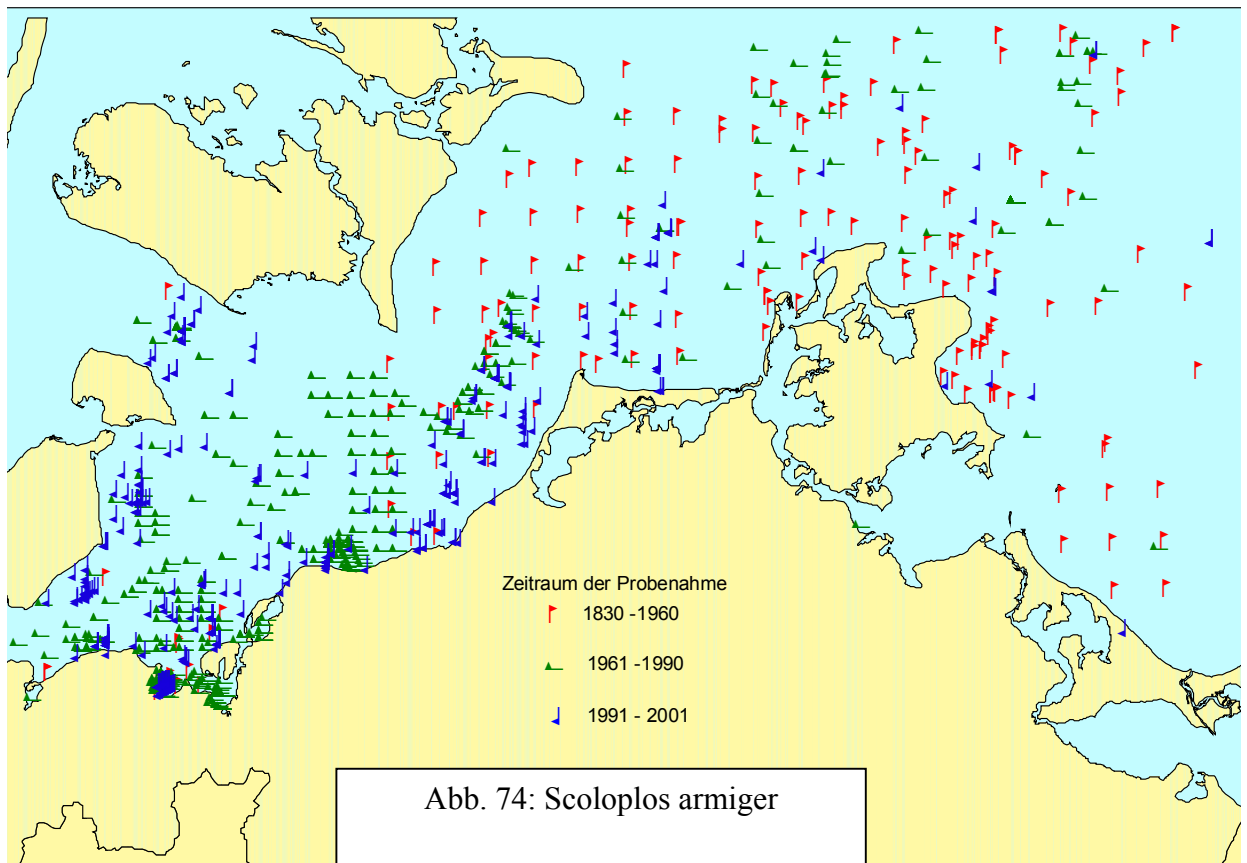 Zeitraum der Probenahme
1830 -1960
1961 -1990
1991 - 2001
Abb. 74: Scoloplos armiger